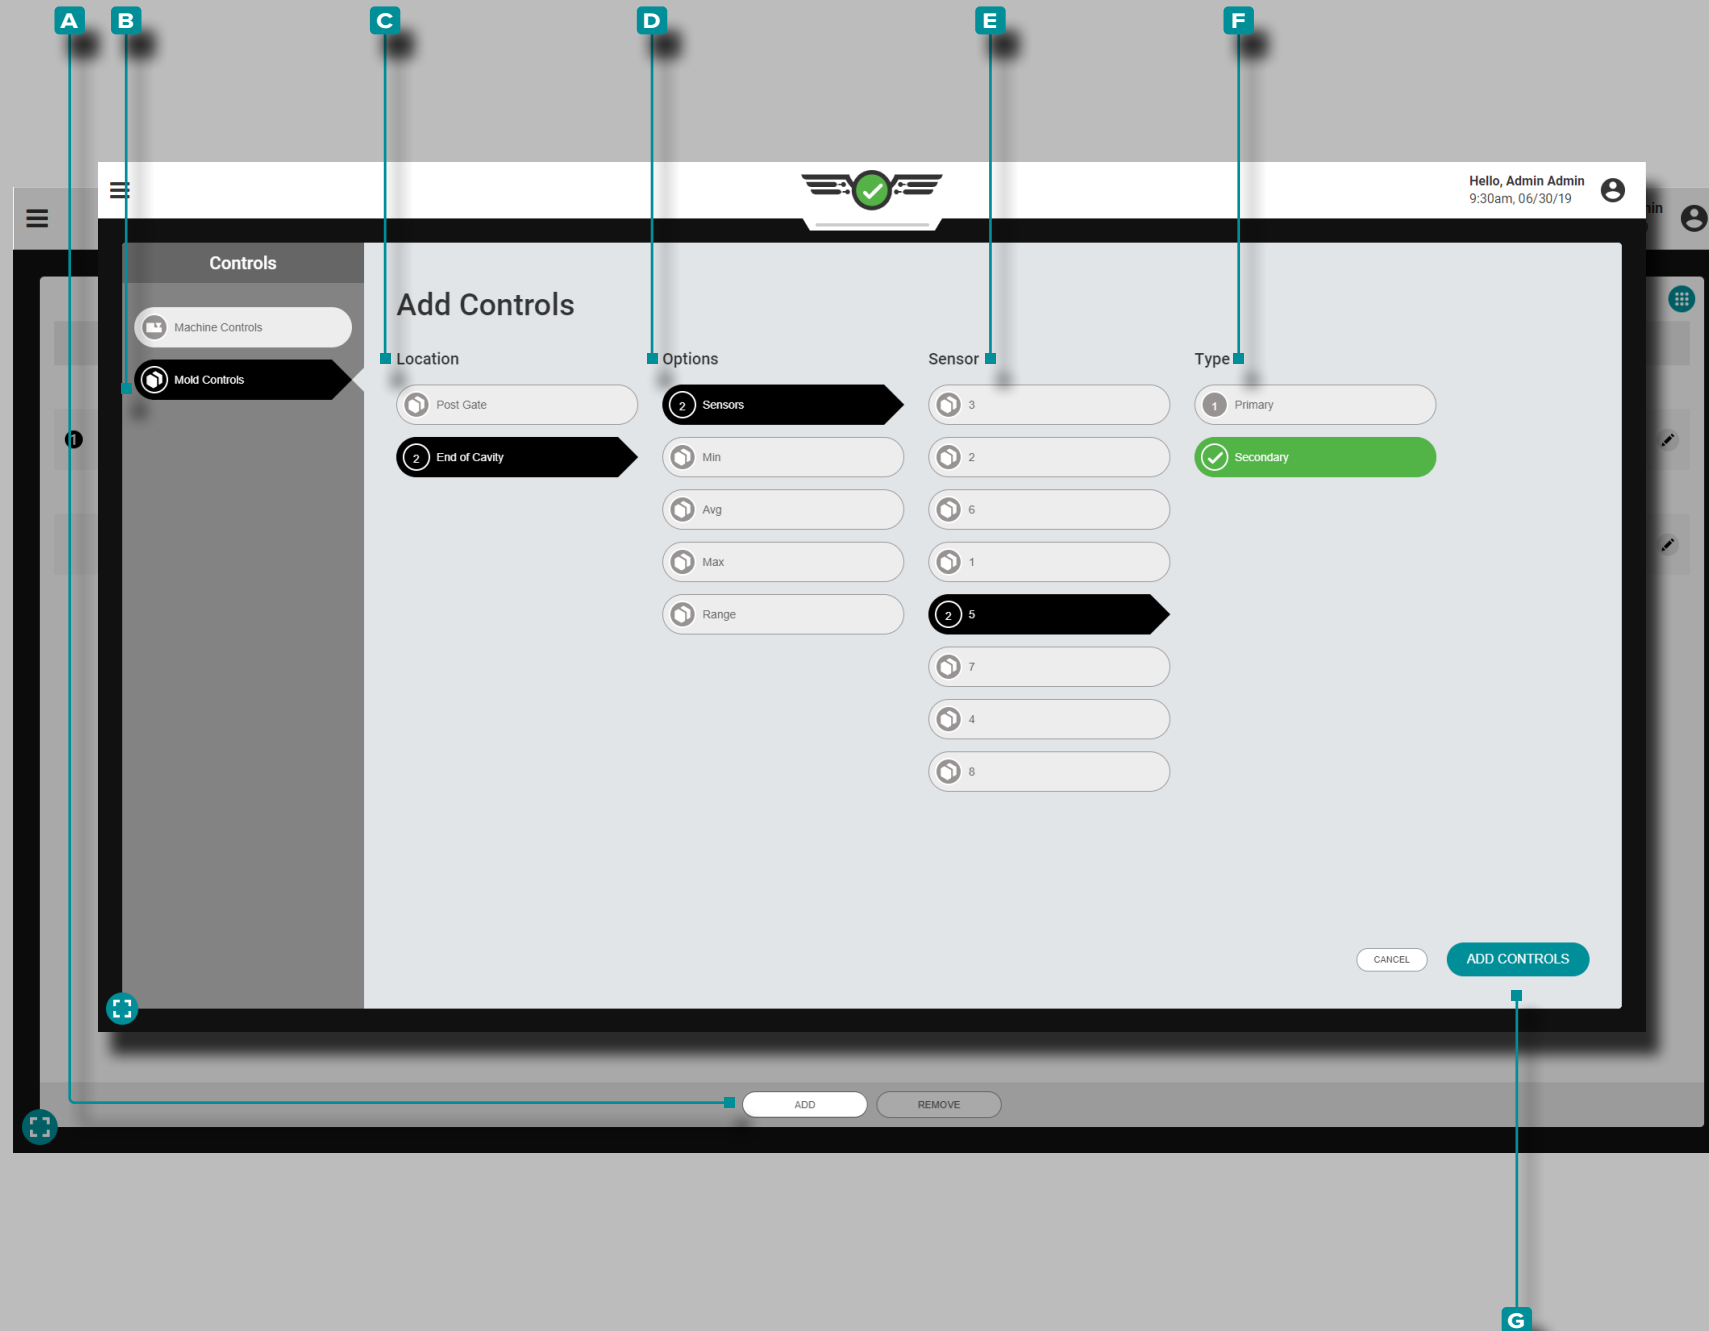 A B C D E F
Hello, Admin Admin
9:30am, 06/30/19
Controls
Machine Controls
Mold Controls
Add Controls
Location
Post Gate
2 End of Cavity
Options
2 Sensors
Min
Avg
Max
Range
Sensor
3
2
6
1
2 5
7
4
8
Type
1 Primary
Secondary
1
CANCEL
ADD CONTROLS
ADD
REMOVE
G